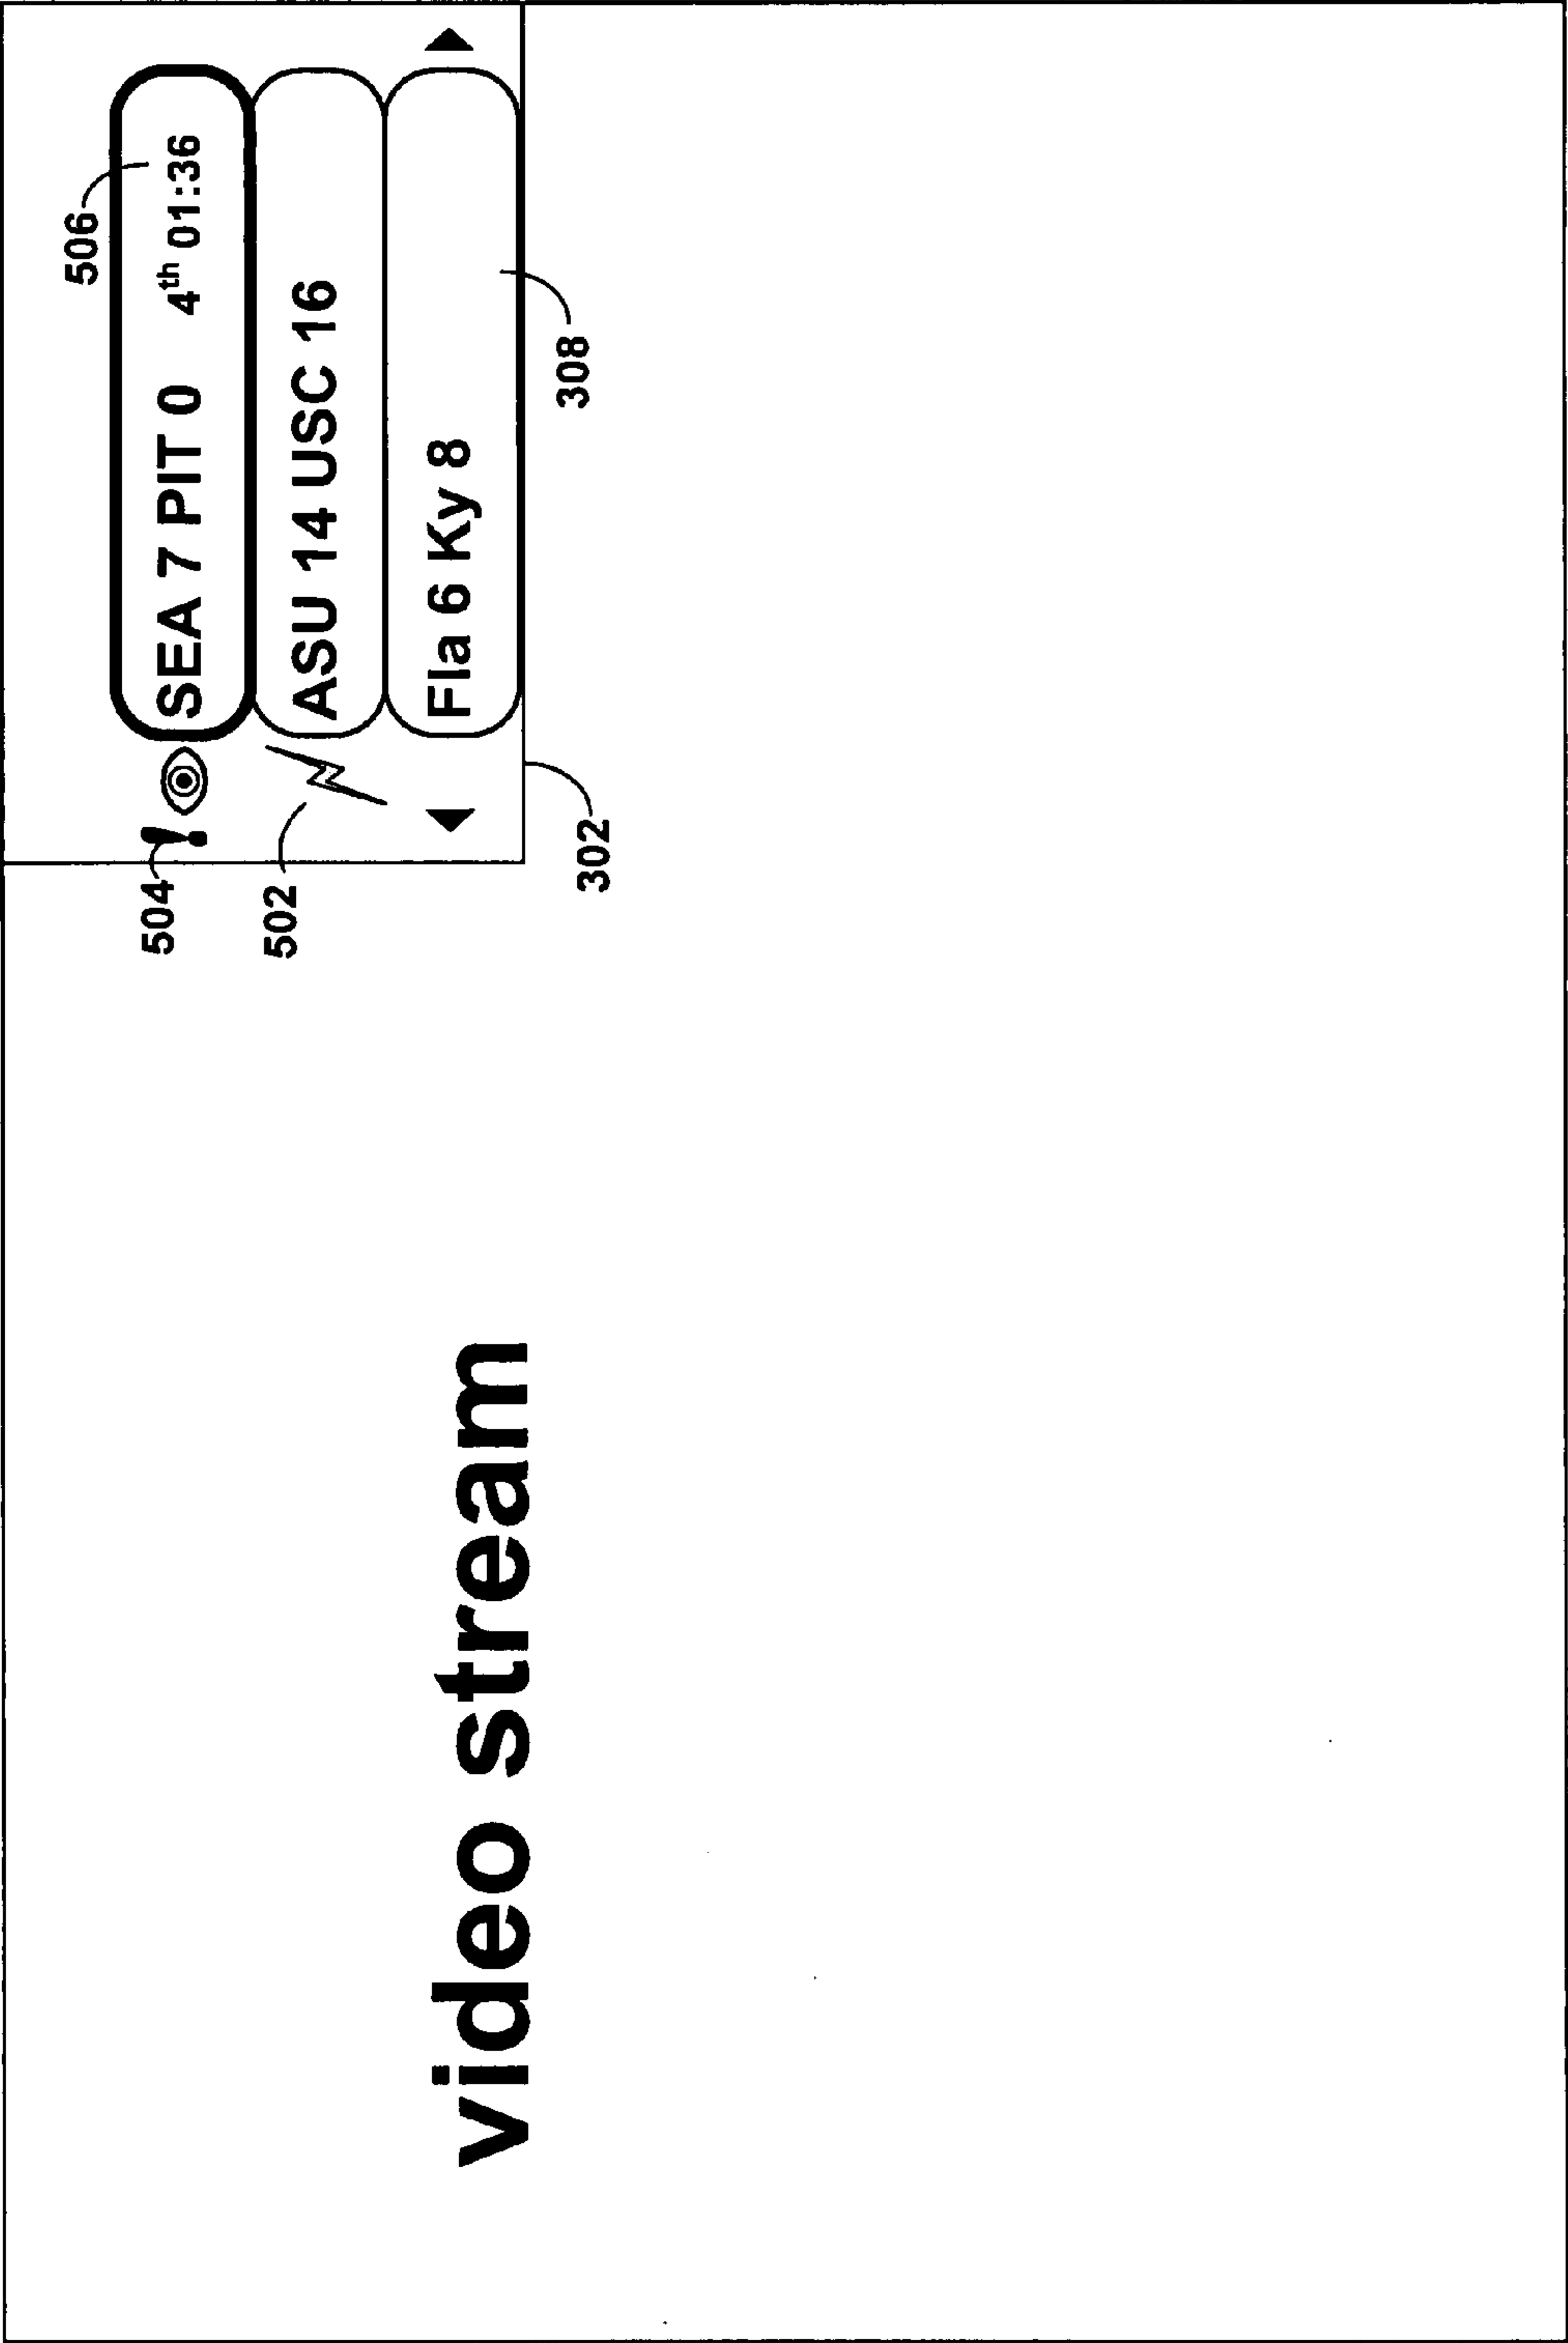 506
504
SEA 7 PIT 0 4th 01:36
502
ASU 14 USC 16
Fla 6 Ky 8
308
302
video stream